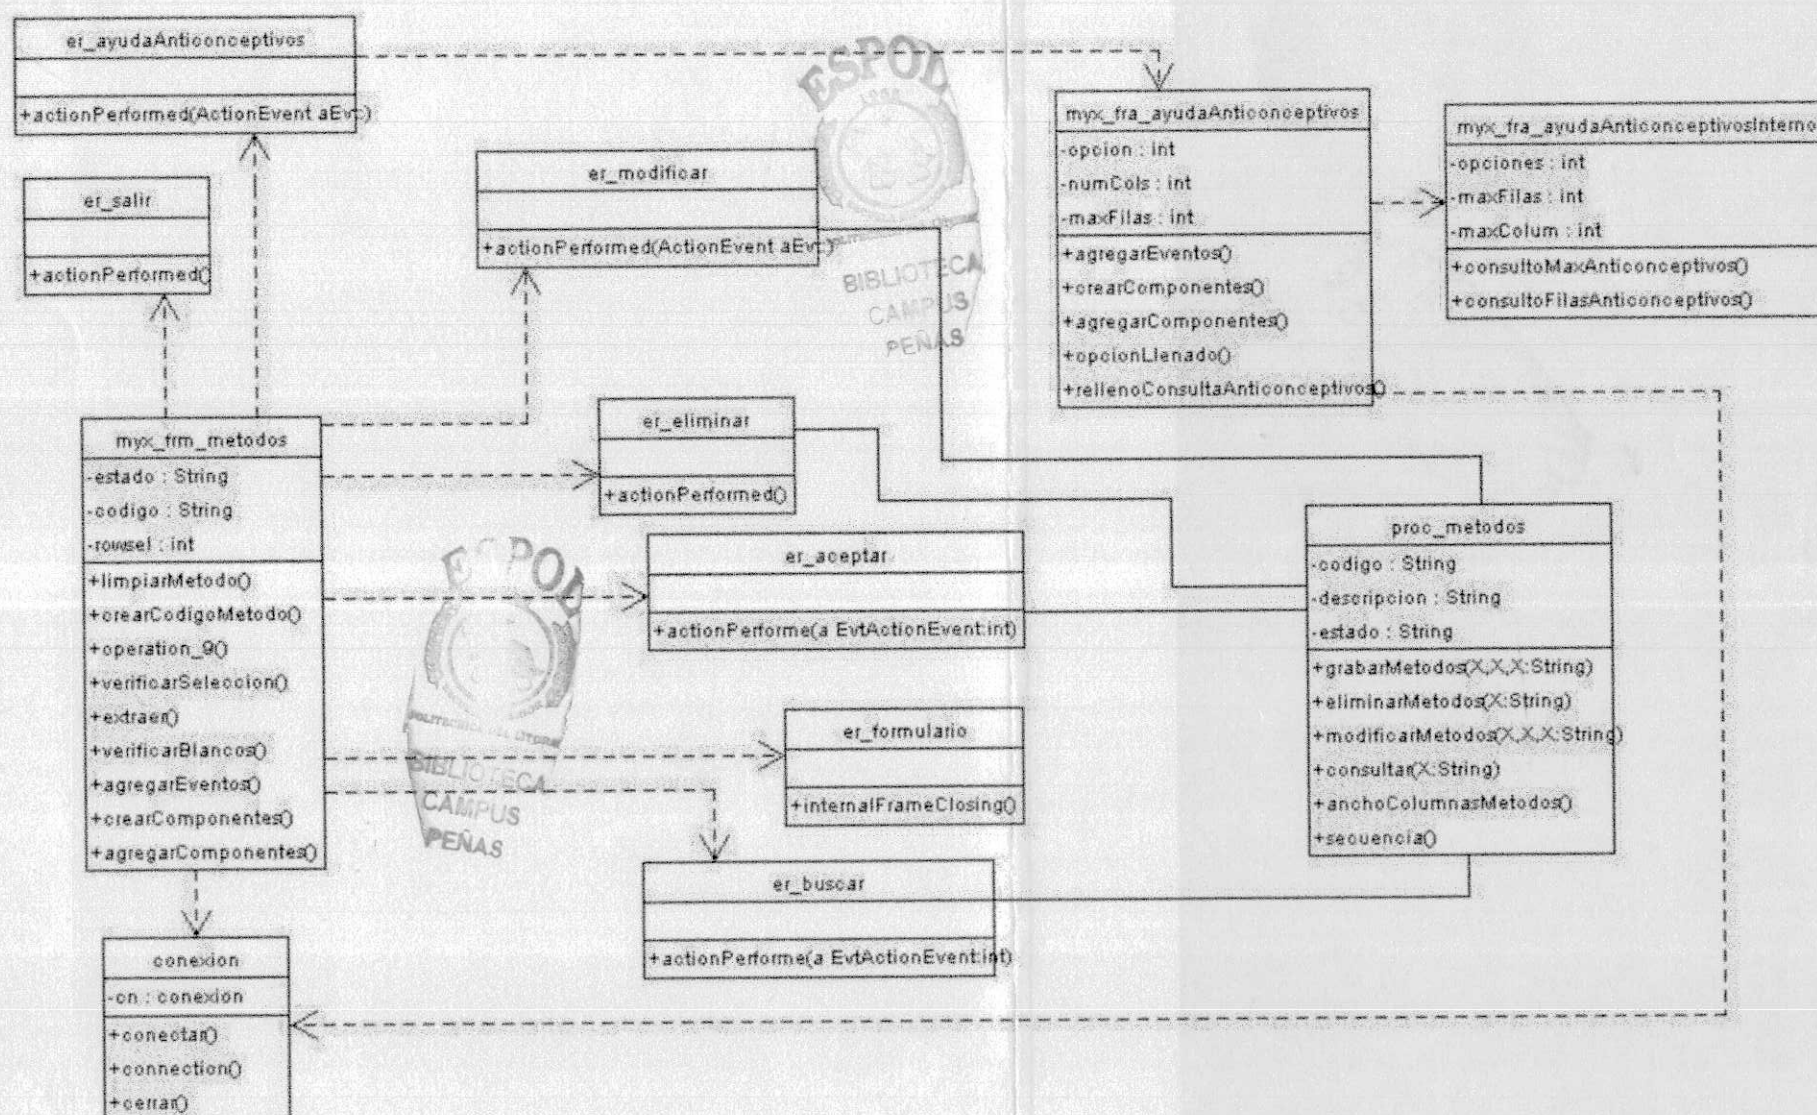 er_ayudaAnticonceptivos
+actionPerformed(ActionEvent aEvt:)
er_salir
+actionPerformed()
er_modificar
+actionPerformed(ActionEvent aEvt:)
myx_fra_ayudaAnticonceptivos
-opcion : int
-numCols : int
-maxFilas : int
+agregarEventos()
+crearComponentes()
+agregarComponentes()
+opcionLlenado()
+rellenoConsultaAnticonceptivos()
myx_fra_ayudaAnticonceptivosInterno
-opciones : int
-maxFilas : int
-maxColum : int
+consultoMaxAnticonceptivos()
+consultoFilasAnticonceptivos()
ESPOL
BIBLIOTECA
CAMPUS
PEÑAS
myx_frm_metodos
-estado : String
-codigo : String
-rowsel : int
+limpiarMetodo()
+crearCodigoMetodo()
+operation_9()
+verificarSeleccion()
+extraer()
+verificarBlancos()
+agregarEventos()
+crearComponentes()
+agregarComponentes()
er_eliminar
+actionPerformed()
er_aceptar
+actionPerforme(a EvtActionEvent:int)
er_formulario
+internalFrameClosing()
er_buscar
+actionPerforme(a EvtActionEvent:int)
proc_metodos
-codigo : String
-descripcion : String
-estado : String
+grabarMetodos(X,X,X:String)
+eliminarMetodos(X:String)
+modificarMetodos(X,X,X:String)
+consultar(X:String)
+anchoColumnasMetodos()
+secuencia()
ESPOL
POLITECNICA DEL LITORAL
BIBLIOTECA
CAMPUS
PEÑAS
conexion
-cn : conexion
+conectar()
+connection()
+cerrar()